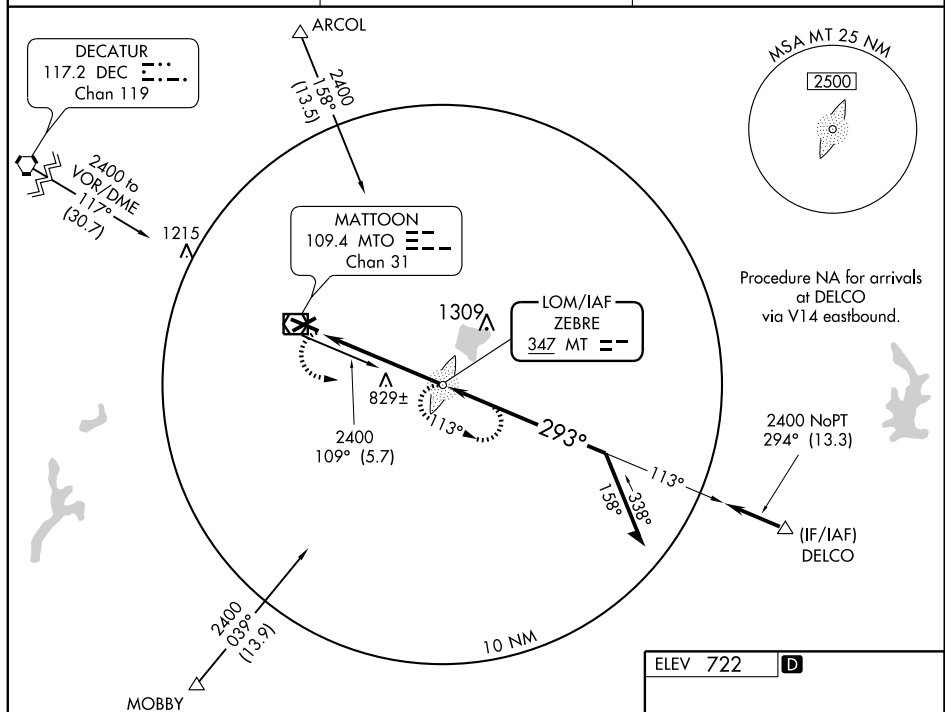 ARCOL
2400
158°
(13.5)
DECATUR
117.2 DEC
Chan 119
2400 to
VOR/DME
117°
(30.7)
1215
MSA MT 25 NM
2500
MATTOON
109.4 MTO
Chan 31
1309
LOM/IAF
ZEBRE
347 MT
Procedure NA for arrivals
at DELCO
via V14 eastbound.
829±
2400
109° (5.7)
113°
293°
2400 NoPT
294° (13.3)
113°
338°
158°
(IF/IAF)
DELCO
2400
039°
(13.9)
MOBBY
10 NM
ELEV 722 D